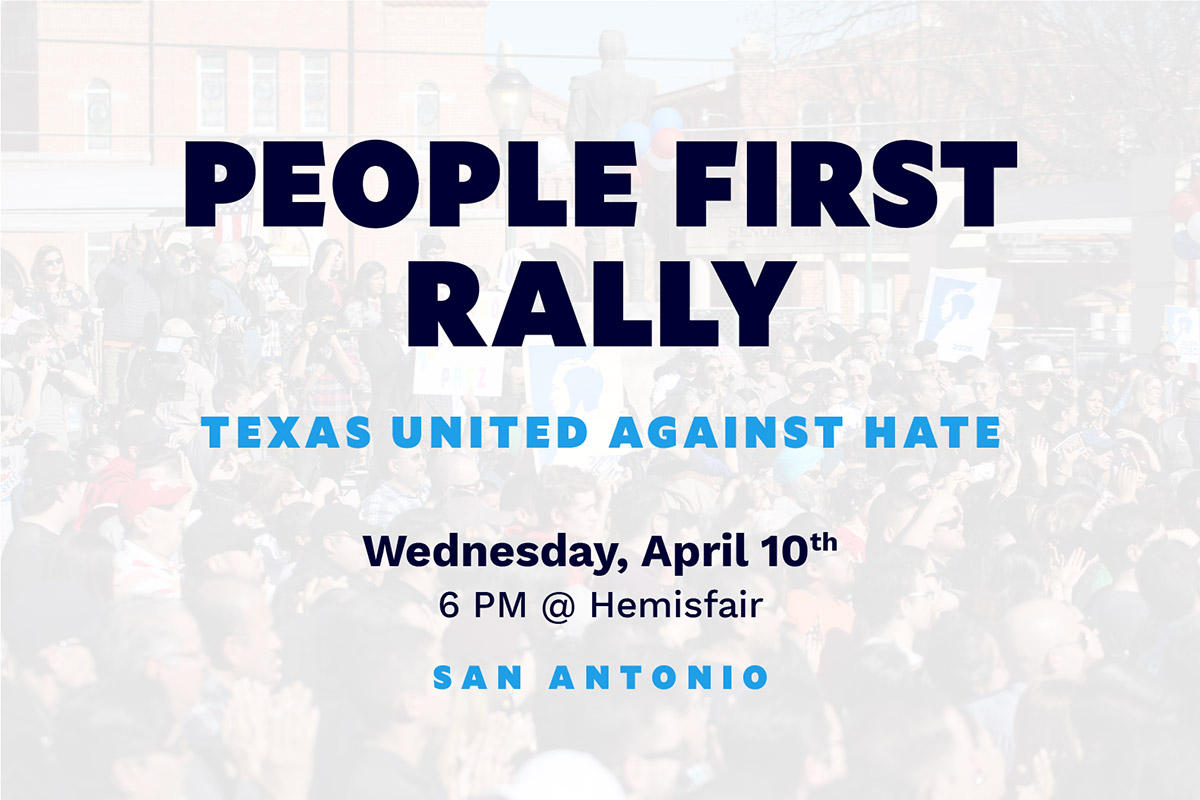 PEOPLE FIRST
RALLY
TEXAS UNITED AGAINST HATE
Wednesday, April 10th
6 PM @ Hemisfair
SAN ANTONIO